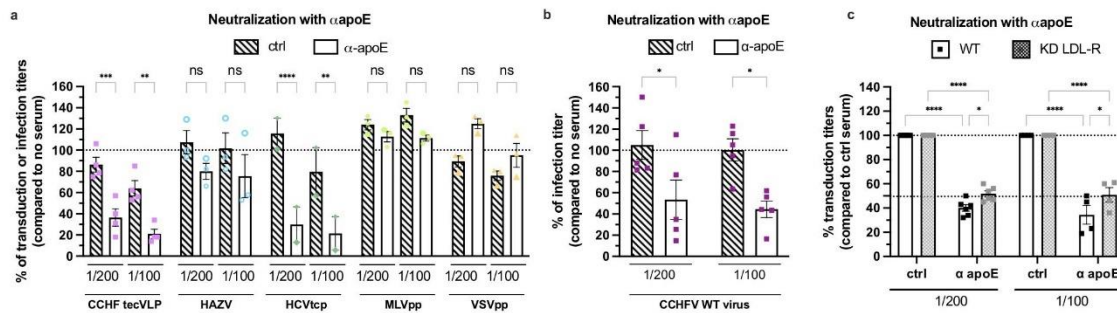 a
Neutralization with αapoE
ctrl
α-apoE
*** ** ns ns **** ** ns ns ns ns
% of transduction or infection titers
(compared to no serum)
160
140
120
100
80
60
40
20
0
1/200 1/100 1/200 1/100 1/200 1/100 1/200 1/100 1/200 1/100
CCHF tecVLP HAZV HCVtcp MLVpp VSVpp
b
Neutralization with αapoE
ctrl
α-apoE
* *
% of infection titer
(compared to no serum)
160
140
120
100
80
60
40
20
0
1/200 1/100
CCHFV WT virus
c
Neutralization with αapoE
WT
KD LDL-R
**** ****
**** * **** *
% transduction titers
(compared to ctrl serum)
140
120
100
80
60
40
20
0
ctrl α apoE ctrl α apoE
1/200 1/100